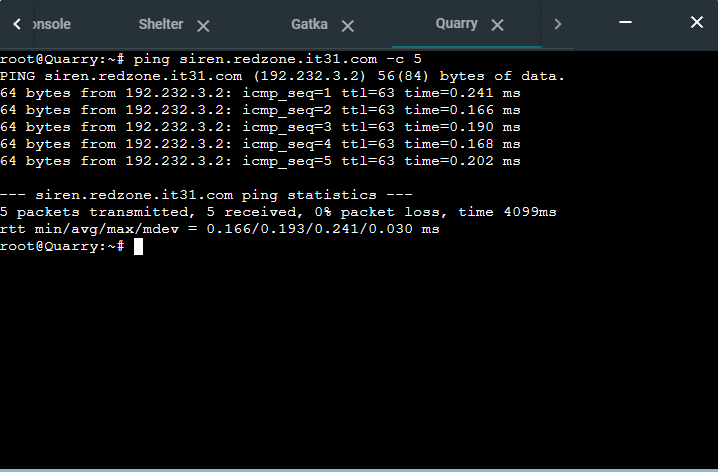 onsole
Shelter
Gatka
Quarry
root@Quarry:~# ping siren.redzone.it31.com -c 5
PING siren.redzone.it31.com (192.232.3.2) 56(84) bytes of data.
64 bytes from 192.232.3.2: icmp_seq=1 ttl=63 time=0.241 ms
64 bytes from 192.232.3.2: icmp_seq=2 ttl=63 time=0.166 ms
64 bytes from 192.232.3.2: icmp_seq=3 ttl=63 time=0.190 ms
64 bytes from 192.232.3.2: icmp_seq=4 ttl=63 time=0.168 ms
64 bytes from 192.232.3.2: icmp_seq=5 ttl=63 time=0.202 ms
--- siren.redzone.it31.com ping statistics ---
5 packets transmitted, 5 received, 0% packet loss, time 4099ms
rtt min/avg/max/mdev = 0.166/0.193/0.241/0.030 ms
root@Quarry:~#